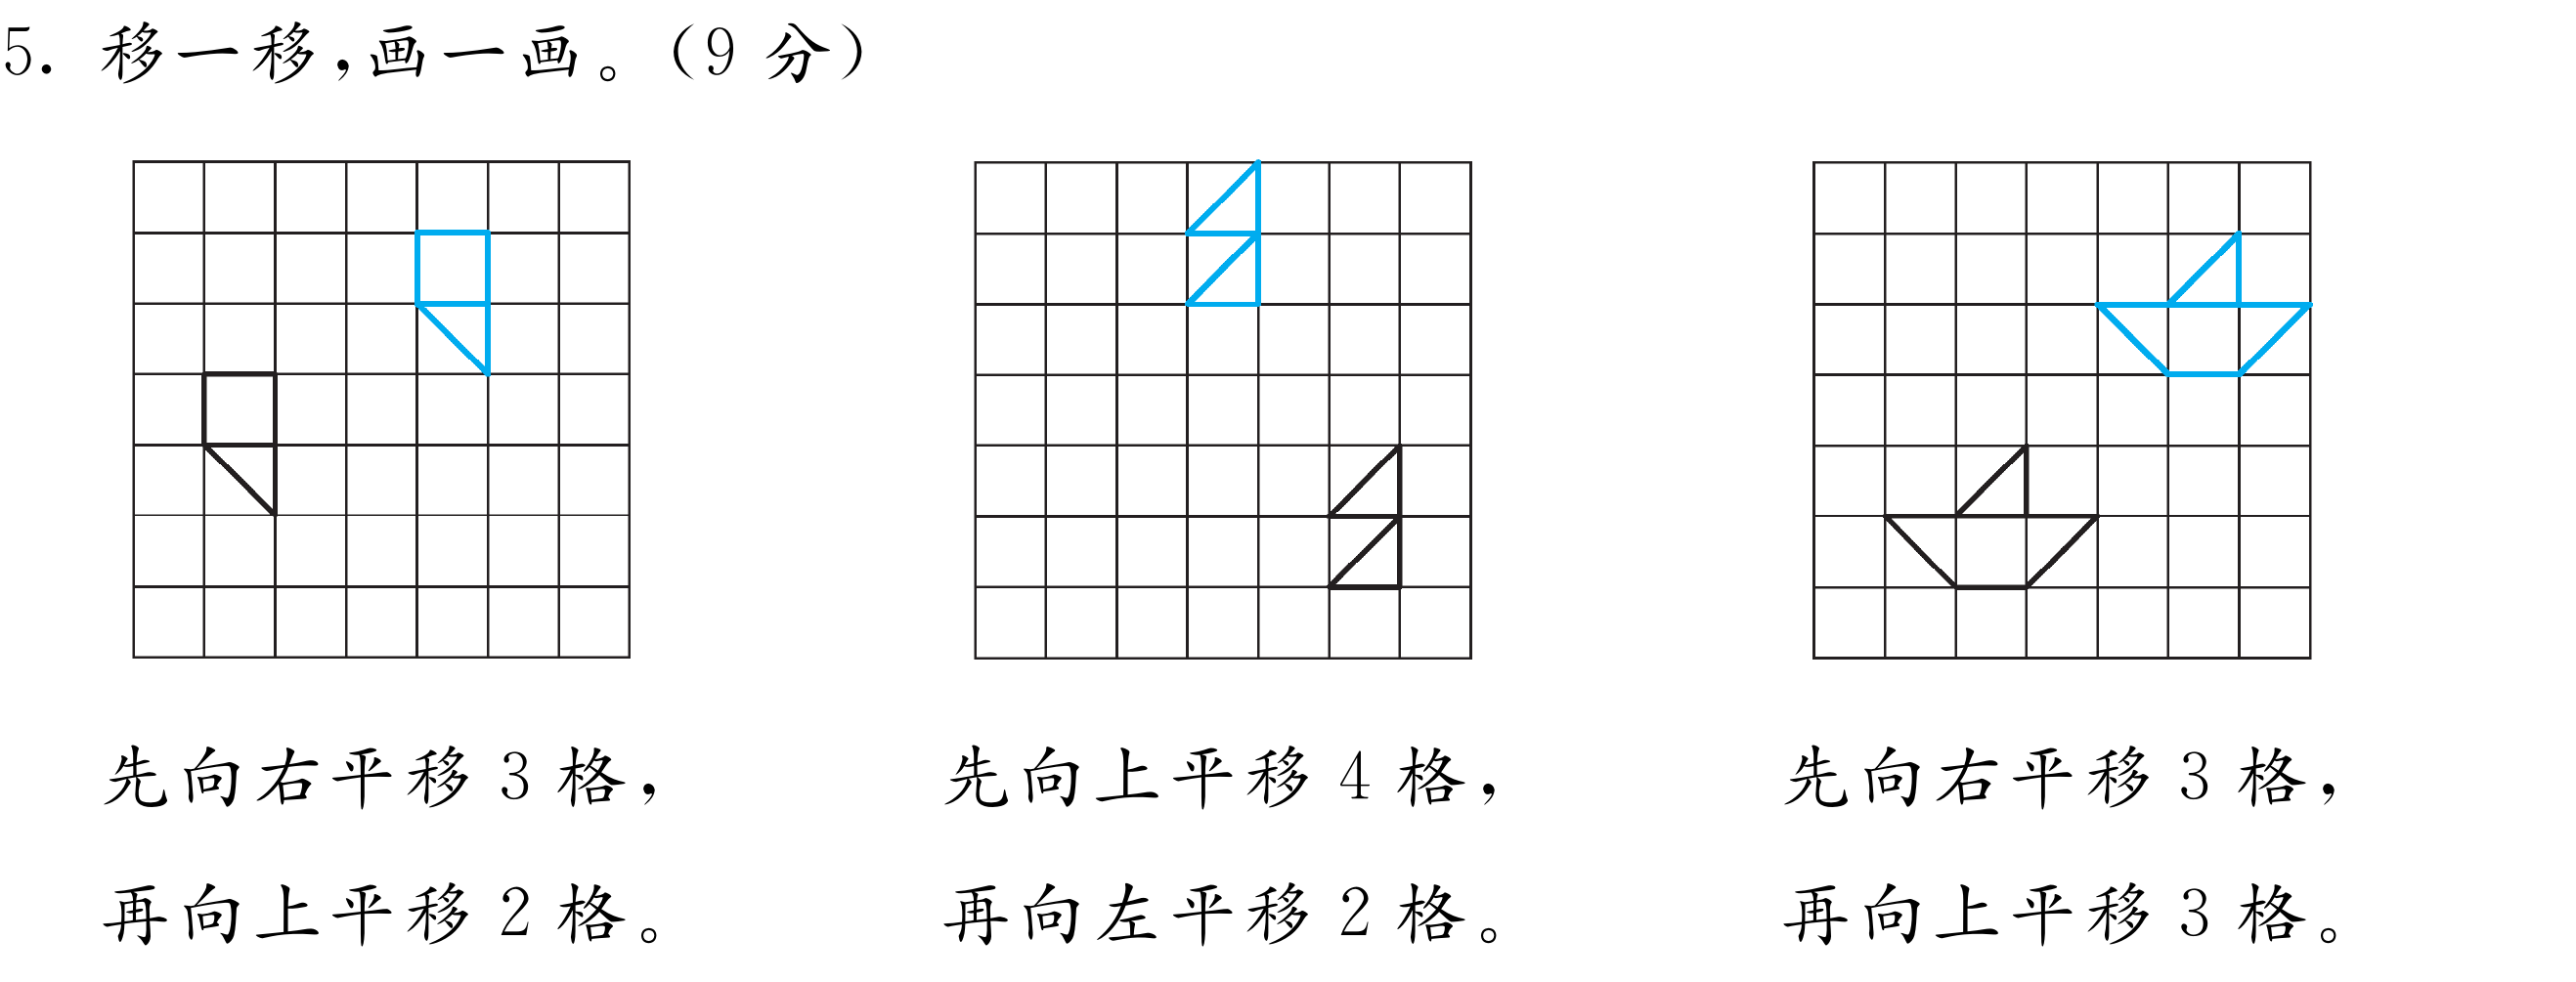 5. 移一移,画一画。(9 分)
先向右平移 3 格,
再向上平移 2 格。
先向上平移 4 格,
再向左平移 2 格。
先向右平移 3 格,
再向上平移 3 格。